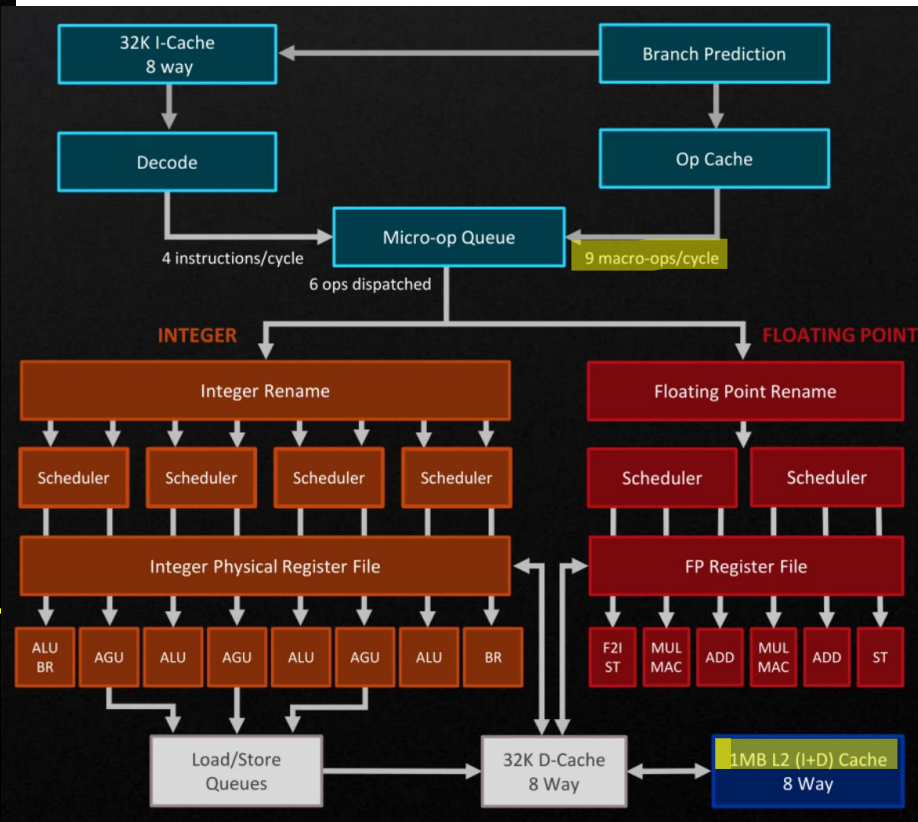 32K I-Cache
8 way
Branch Prediction
Decode
Op Cache
Micro-op Queue
4 instructions/cycle
9 macro-ops/cycle
6 ops dispatched
INTEGER
FLOATING POINT
Integer Rename
Floating Point Rename
Scheduler
Scheduler
Scheduler
Scheduler
Scheduler
Scheduler
Integer Physical Register File
FP Register File
ALU
BR
AGU
ALU
AGU
ALU
AGU
ALU
BR
F2I
ST
MUL
MAC
ADD
MUL
MAC
ADD
ST
Load/Store
Queues
32K D-Cache
8 Way
1MB L2 (I+D) Cache
8 Way